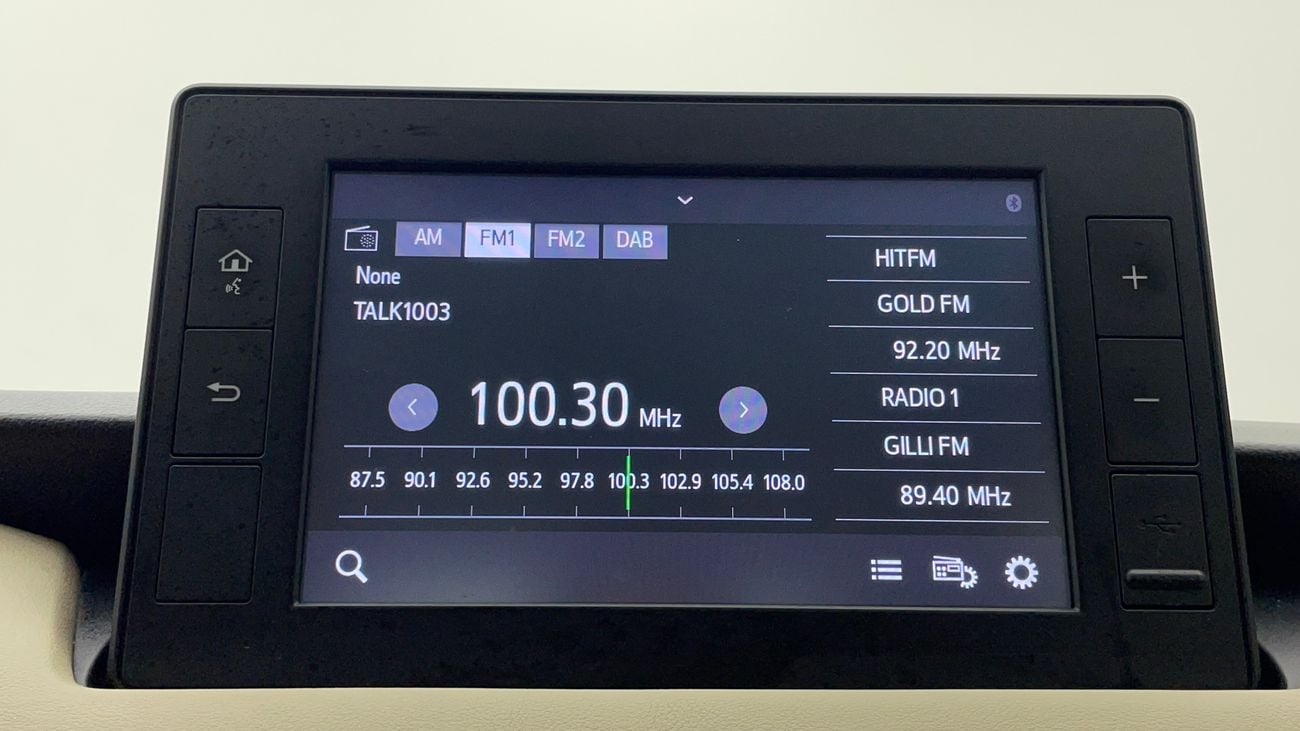 AM FM1 FM2 DAB
None
TALK1003
100.30 MHz
87.5 90.1 92.6 95.2 97.8 100.3 102.9 105.4 108.0
HITFM
GOLD FM
92.20 MHz
RADIO 1
GILLI FM
89.40 MHz